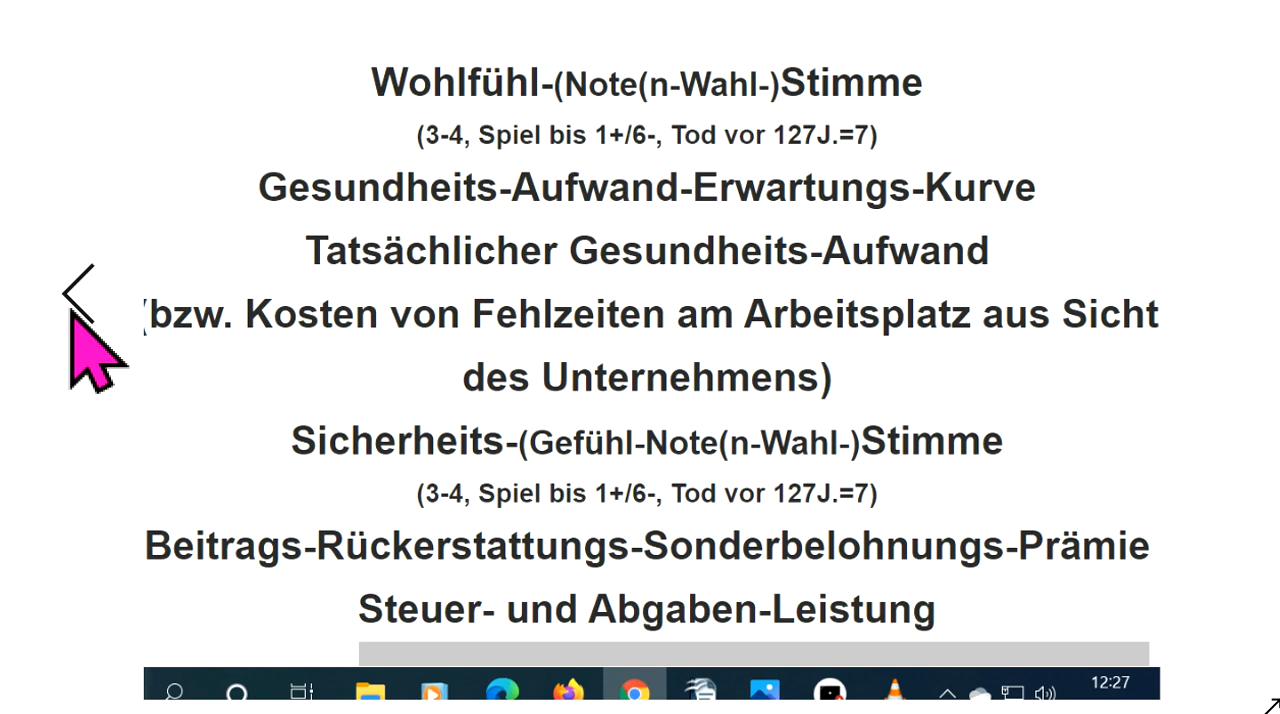 Wohlfühl-(Note(n-Wahl-)Stimme
(3-4, Spiel bis 1+/6-, Tod vor 127J.=7)
Gesundheits-Aufwand-Erwartungs-Kurve
Tatsächlicher Gesundheits-Aufwand
(bzw. Kosten von Fehlzeiten am Arbeitsplatz aus Sicht
des Unternehmens)
Sicherheits-(Gefühl-Note(n-Wahl-)Stimme
(3-4, Spiel bis 1+/6-, Tod vor 127J.=7)
Beitrags-Rückerstattungs-Sonderbelohnungs-Prämie
Steuer- und Abgaben-Leistung
12:27